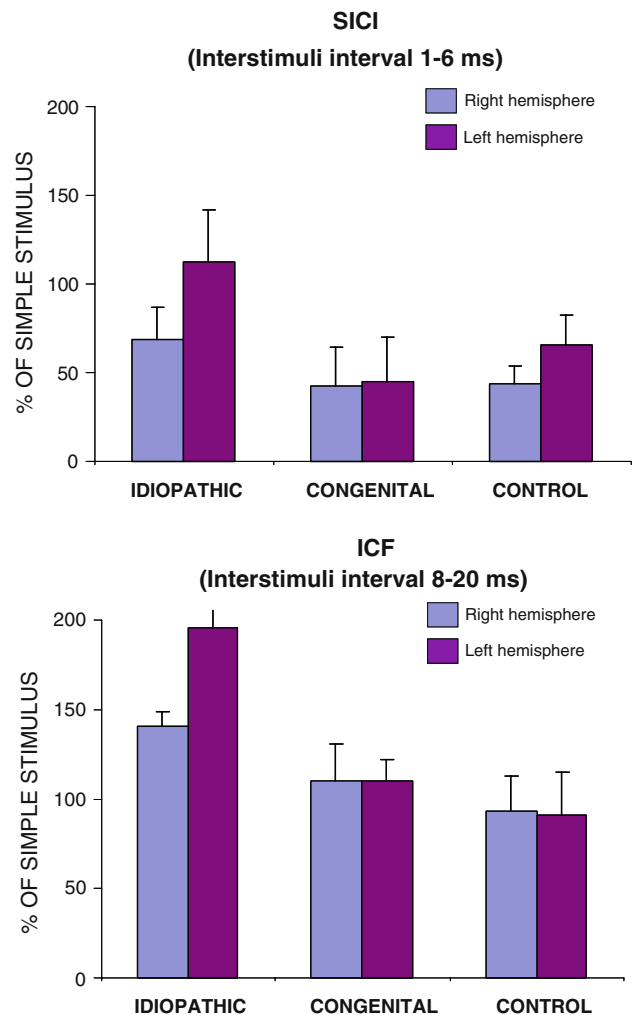 SICI
(Interstimuli interval 1-6 ms)
Right hemisphere
Left hemisphere
% OF SIMPLE STIMULUS
200
150
100
50
0
IDIOPATHIC CONGENITAL CONTROL
ICF
(Interstimuli interval 8-20 ms)
Right hemisphere
Left hemisphere
% OF SIMPLE STIMULUS
200
150
100
50
0
IDIOPATHIC CONGENITAL CONTROL